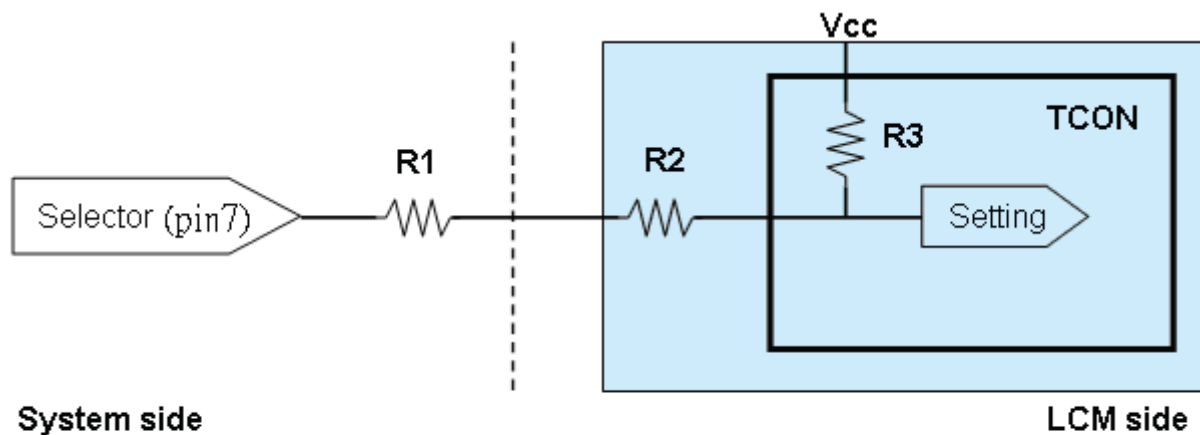 Vcc
TCON
R3
R1
R2
Selector (pin7)
Setting
System side
LCM side